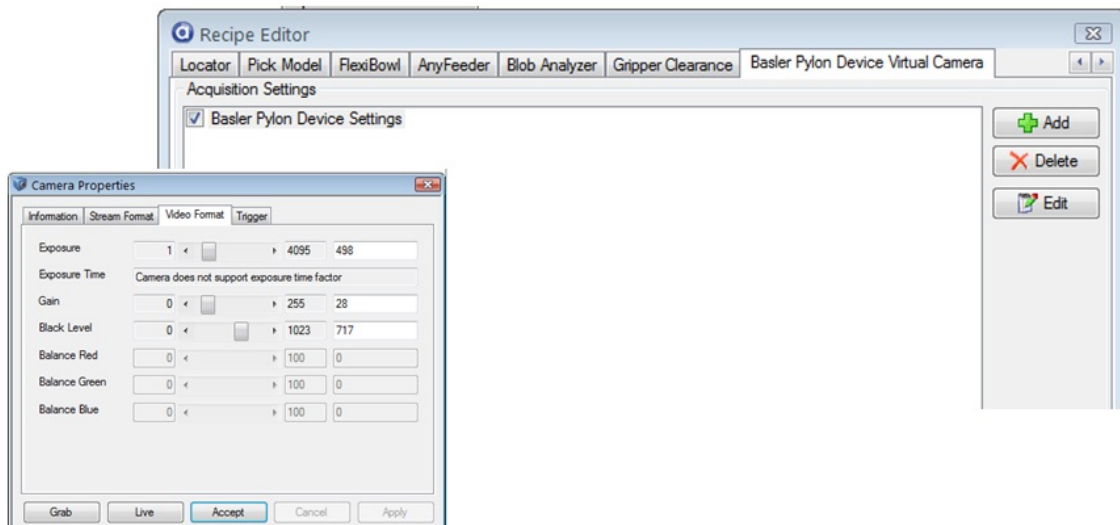 Recipe Editor
Locator Pick Model FlexiBowl AnyFeeder Blob Analyzer Gripper Clearance Basler Pylon Device Virtual Camera
Acquisition Settings
Basler Pylon Device Settings
Add
Delete
Edit
Camera Properties
Information Stream Format Video Format Trigger
Exposure 1 4095 498
Exposure Time Camera does not support exposure time factor
Gain 0 255 28
Black Level 0 1023 717
Balance Red 0 100 0
Balance Green 0 100 0
Balance Blue 0 100 0
Grab Live Accept Cancel Apply